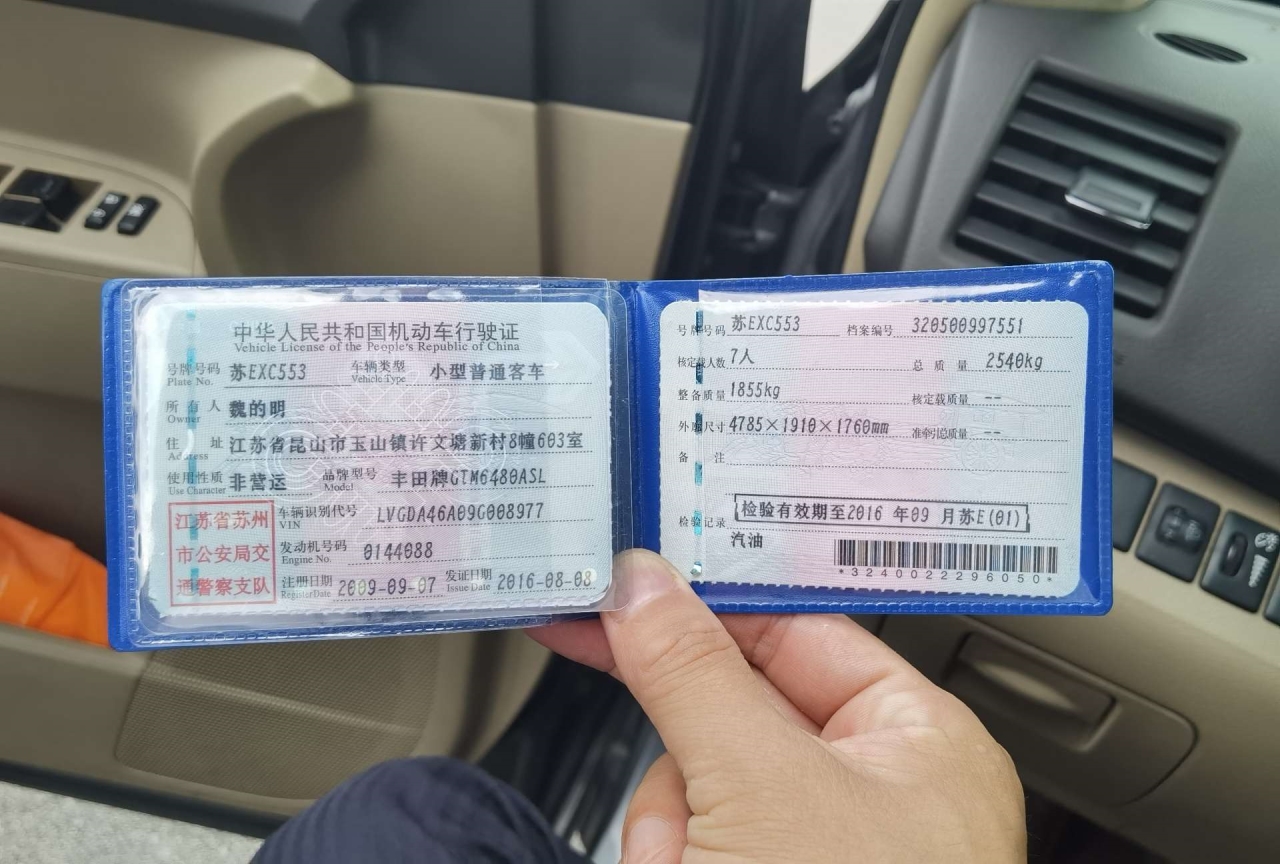 中华人民共和国机动车行驶证
Vehicle License of the People's Republic of China
号牌号码 苏EXC553 车辆类型 小型普通客车
Plate No. Vehicle Type
所有人 魏的明
Owner
住址 江苏省昆山市玉山镇许文塘新村8幢603室
Address
使用性质 非营运 品牌型号 丰田牌GTM6480ASL
Use Character Model
江苏省苏州
市公安局交
通警察支队
车辆识别代号 LVGDA46A09G008977
VIN
发动机号码 0144088
Engine No.
注册日期 2009-09-07 发证日期 2016-08-08
Register Date Issue Date
号牌号码 苏EXC553 档案编号 320500997551
核定载人数 7人 总质量 2540kg
整备质量 1855kg 核定载质量 --
外廓尺寸 4785×1910×1760mm 准牵引总质量 --
备注
检验记录 检验有效期至2016年09月苏E(01)
汽油
*3240022296050*